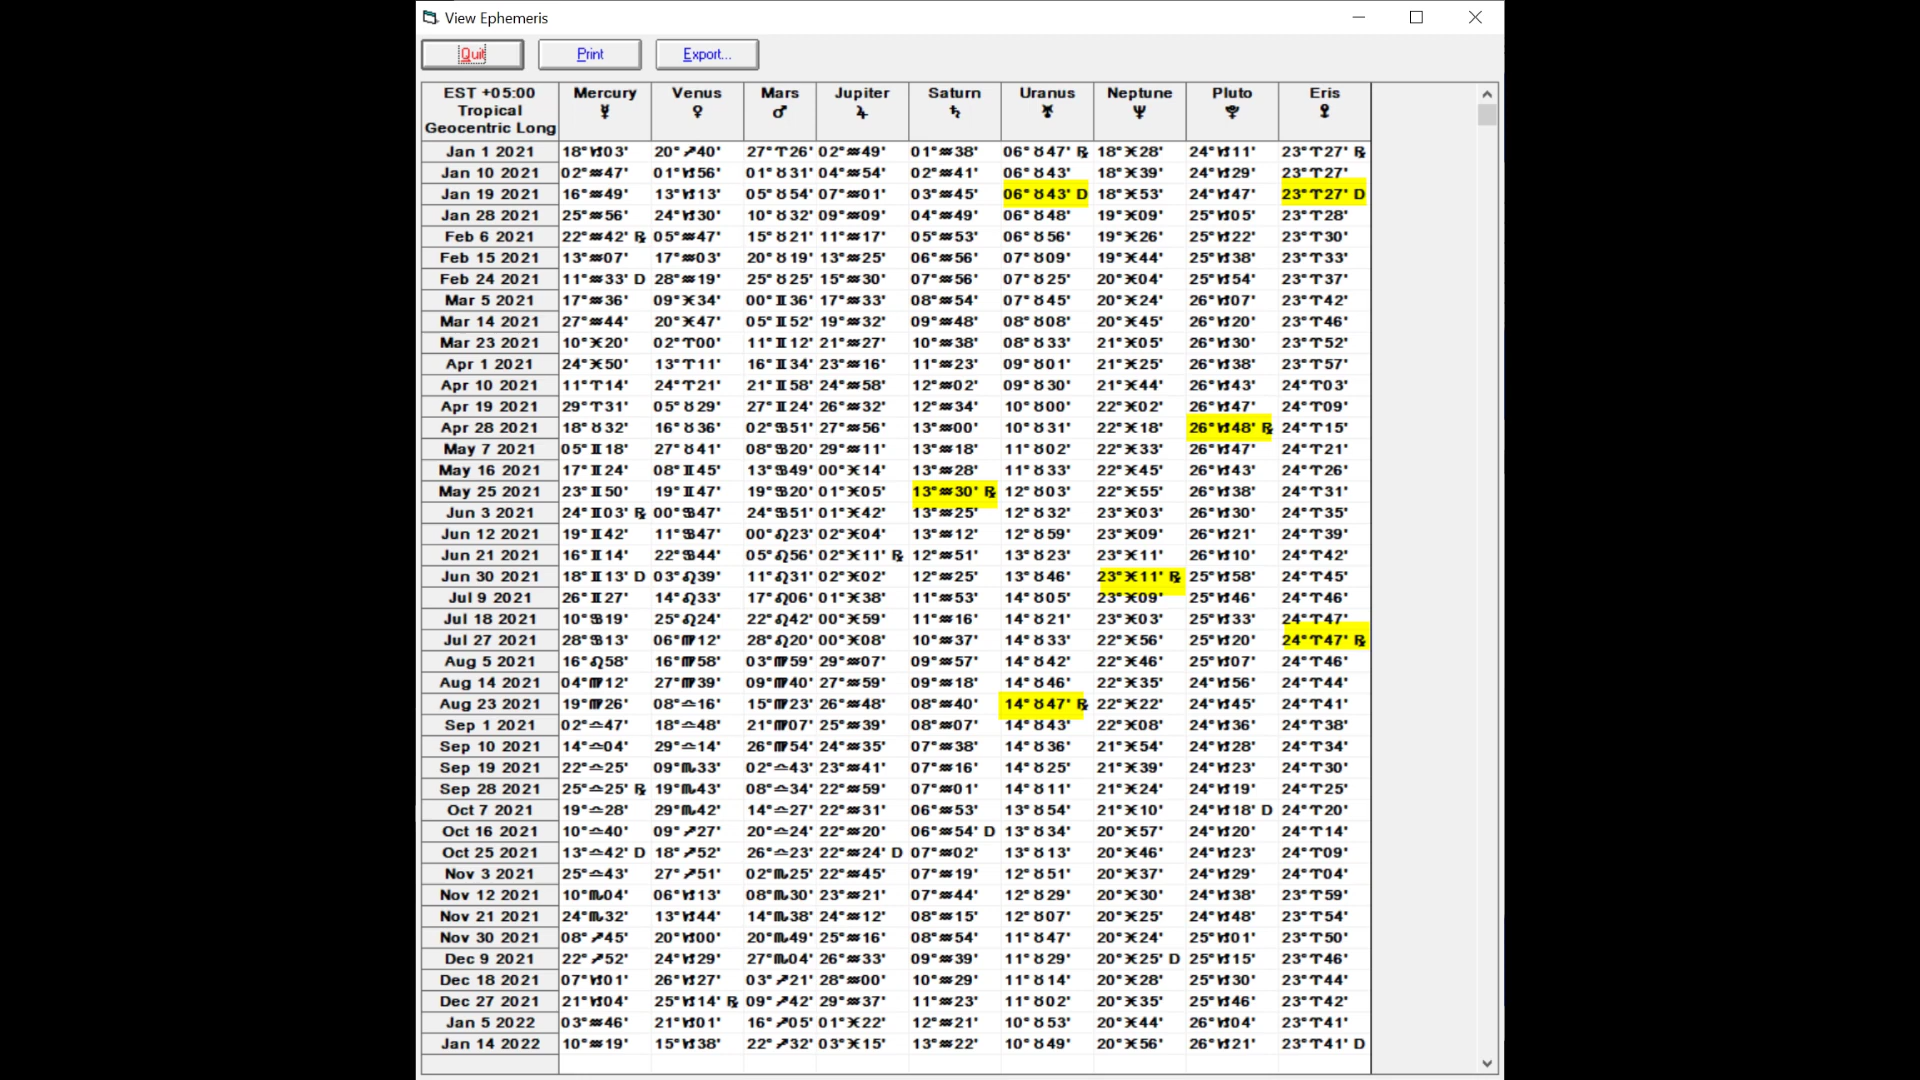 View Ephemeris
Quit Print Export...
EST +05:00 Mercury Venus Mars Jupiter Saturn Uranus Neptune Pluto Eris
Tropical ☿ ♀ ♂ ♃ ♄ ♅ ♆ ♇
Geocentric Long
Jan 1 2021 18°♑03' 20°♐40' 27°♈26' 02°♒49' 01°♒38' 06°♉47' ℞ 18°♓28' 24°♑11' 23°♈27' ℞
Jan 10 2021 02°♒47' 01°♑56' 01°♉31' 04°♒54' 02°♒41' 06°♉43' 18°♓39' 24°♑29' 23°♈27'
Jan 19 2021 16°♒49' 13°♑13' 05°♉54' 07°♒01' 03°♒45' 06°♉43' D 18°♓53' 24°♑47' 23°♈27' D
Jan 28 2021 25°♒56' 24°♑30' 10°♉32' 09°♒09' 04°♒49' 06°♉48' 19°♓09' 25°♑05' 23°♈28'
Feb 6 2021 22°♒42' ℞ 05°♒47' 15°♉21' 11°♒17' 05°♒53' 06°♉56' 19°♓26' 25°♑22' 23°♈30'
Feb 15 2021 13°♒07' 17°♒03' 20°♉19' 13°♒25' 06°♒56' 07°♉09' 19°♓44' 25°♑38' 23°♈33'
Feb 24 2021 11°♒33' D 28°♒19' 25°♉25' 15°♒30' 07°♒56' 07°♉25' 20°♓04' 25°♑54' 23°♈37'
Mar 5 2021 17°♒36' 09°♓34' 00°♊36' 17°♒33' 08°♒54' 07°♉45' 20°♓24' 26°♑07' 23°♈42'
Mar 14 2021 27°♒44' 20°♓47' 05°♊52' 19°♒32' 09°♒48' 08°♉08' 20°♓45' 26°♑20' 23°♈46'
Mar 23 2021 10°♓20' 02°♈00' 11°♊12' 21°♒27' 10°♒38' 08°♉33' 21°♓05' 26°♑30' 23°♈52'
Apr 1 2021 24°♓50' 13°♈11' 16°♊34' 23°♒16' 11°♒23' 09°♉01' 21°♓25' 26°♑38' 23°♈57'
Apr 10 2021 11°♈14' 24°♈21' 21°♊58' 24°♒58' 12°♒02' 09°♉30' 21°♓44' 26°♑43' 24°♈03'
Apr 19 2021 29°♈31' 05°♉29' 27°♊24' 26°♒32' 12°♒34' 10°♉00' 22°♓02' 26°♑47' 24°♈09'
Apr 28 2021 18°♉32' 16°♉36' 02°♋51' 27°♒56' 13°♒00' 10°♉31' 22°♓18' 26°♑48' ℞ 24°♈15'
May 7 2021 05°♊18' 27°♉41' 08°♋20' 29°♒11' 13°♒18' 11°♉02' 22°♓33' 26°♑47' 24°♈21'
May 16 2021 17°♊24' 08°♊45' 13°♋49' 00°♓14' 13°♒28' 11°♉33' 22°♓45' 26°♑43' 24°♈26'
May 25 2021 23°♊50' 19°♊47' 19°♋20' 01°♓05' 13°♒30' ℞ 12°♉03' 22°♓55' 26°♑38' 24°♈31'
Jun 3 2021 24°♊03' ℞ 00°♋47' 24°♋51' 01°♓42' 13°♒25' 12°♉32' 23°♓03' 26°♑30' 24°♈35'
Jun 12 2021 19°♊42' 11°♋47' 00°♌23' 02°♓04' 13°♒12' 12°♉59' 23°♓09' 26°♑21' 24°♈39'
Jun 21 2021 16°♊14' 22°♋44' 05°♌56' 02°♓11' ℞ 12°♒51' 13°♉23' 23°♓11' 26°♑10' 24°♈42'
Jun 30 2021 18°♊13' D 03°♌39' 11°♌31' 02°♓02' 12°♒25' 13°♉46' 23°♓11' ℞ 25°♑58' 24°♈45'
Jul 9 2021 26°♊27' 14°♌33' 17°♌06' 01°♓38' 11°♒53' 14°♉05' 23°♓09' 25°♑46' 24°♈46'
Jul 18 2021 10°♋19' 25°♌24' 22°♌42' 00°♓59' 11°♒16' 14°♉21' 23°♓03' 25°♑33' 24°♈47'
Jul 27 2021 28°♋13' 06°♍12' 28°♌20' 00°♓08' 10°♒37' 14°♉33' 22°♓56' 25°♑20' 24°♈47' ℞
Aug 5 2021 16°♌58' 16°♍58' 03°♍59' 29°♒07' 09°♒57' 14°♉42' 22°♓46' 25°♑07' 24°♈46'
Aug 14 2021 04°♍12' 27°♍39' 09°♍40' 27°♒59' 09°♒18' 14°♉46' 22°♓35' 24°♑56' 24°♈44'
Aug 23 2021 19°♍26' 08°♎16' 15°♍23' 26°♒48' 08°♒40' 14°♉47' ℞ 22°♓22' 24°♑45' 24°♈41'
Sep 1 2021 02°♎47' 18°♎48' 21°♍07' 25°♒39' 08°♒07' 14°♉43' 22°♓08' 24°♑36' 24°♈38'
Sep 10 2021 14°♎04' 29°♎14' 26°♍54' 24°♒35' 07°♒38' 14°♉36' 21°♓54' 24°♑28' 24°♈34'
Sep 19 2021 22°♎25' 09°♏33' 02°♎43' 23°♒41' 07°♒16' 14°♉25' 21°♓39' 24°♑23' 24°♈30'
Sep 28 2021 25°♎25' ℞ 19°♏43' 08°♎34' 22°♒59' 07°♒01' 14°♉11' 21°♓24' 24°♑19' 24°♈25'
Oct 7 2021 19°♎28' 29°♏42' 14°♎27' 22°♒31' 06°♒53' 13°♉54' 21°♓10' 24°♑18' D 24°♈20'
Oct 16 2021 10°♎40' 09°♐27' 20°♎24' 22°♒20' 06°♒54' D 13°♉34' 20°♓57' 24°♑20' 24°♈14'
Oct 25 2021 13°♎42' D 18°♐52' 26°♎23' 22°♒24' D 07°♒02' 13°♉13' 20°♓46' 24°♑23' 24°♈09'
Nov 3 2021 25°♎43' 27°♐51' 02°♏25' 22°♒45' 07°♒19' 12°♉51' 20°♓37' 24°♑29' 24°♈04'
Nov 12 2021 10°♏04' 06°♑13' 08°♏30' 23°♒21' 07°♒44' 12°♉29' 20°♓30' 24°♑38' 23°♈59'
Nov 21 2021 24°♏32' 13°♑44' 14°♏38' 24°♒12' 08°♒15' 12°♉07' 20°♓25' 24°♑48' 23°♈54'
Nov 30 2021 08°♐45' 20°♑00' 20°♏49' 25°♒16' 08°♒54' 11°♉47' 20°♓24' 25°♑01' 23°♈50'
Dec 9 2021 22°♐52' 24°♑29' 27°♏04' 26°♒33' 09°♒39' 11°♉29' 20°♓25' D 25°♑15' 23°♈46'
Dec 18 2021 07°♑01' 26°♑27' 03°♐21' 28°♒00' 10°♒29' 11°♉14' 20°♓28' 25°♑30' 23°♈44'
Dec 27 2021 21°♑04' 25°♑14' ℞ 09°♐42' 29°♒37' 11°♒23' 11°♉02' 20°♓35' 25°♑46' 23°♈42'
Jan 5 2022 03°♒46' 21°♑01' 16°♐05' 01°♓22' 12°♒21' 10°♉53' 20°♓44' 26°♑04' 23°♈41'
Jan 14 2022 10°♒19' 15°♑38' 22°♐32' 03°♓15' 13°♒22' 10°♉49' 20°♓56' 26°♑21' 23°♈41' D